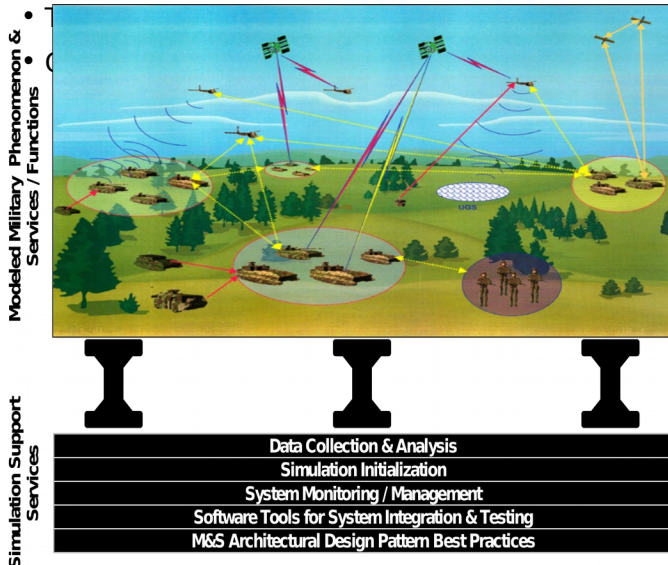 Modeled Military Phenomenon &
Services / Functions
UGS
Simulation Support
Services
Data Collection & Analysis
Simulation Initialization
System Monitoring / Management
Software Tools for System Integration & Testing
M&S Architectural Design Pattern Best Practices